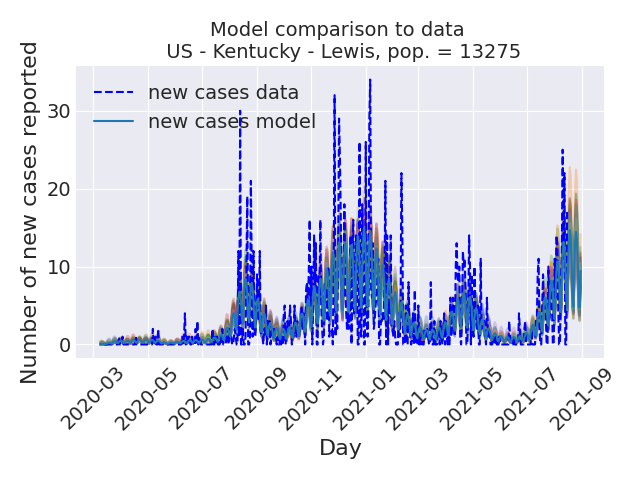 Model comparison to data
US - Kentucky - Lewis, pop. = 13275
Number of new cases reported
new cases data
new cases model
30
20
10
0
2020-03
2020-05
2020-07
2020-09
2020-11
2021-01
2021-03
2021-05
2021-07
2021-09
Day